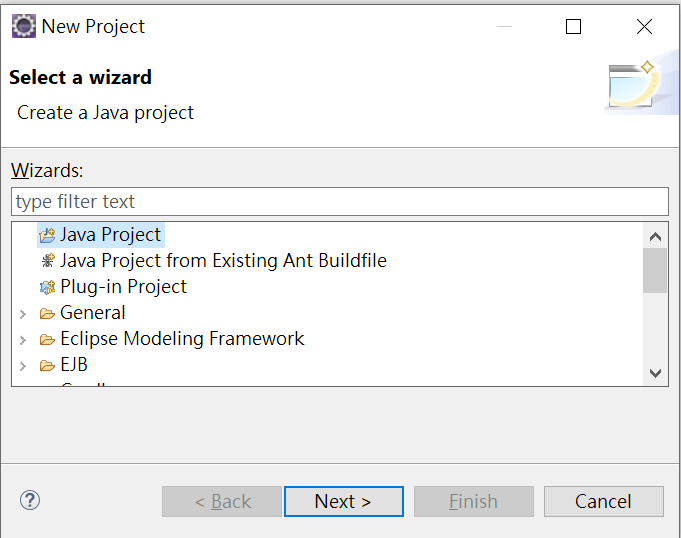 New Project
Select a wizard
Create a Java project
Wizards:
type filter text
Java Project
Java Project from Existing Ant Buildfile
Plug-in Project
General
Eclipse Modeling Framework
EJB
?
< Back Next > Finish Cancel